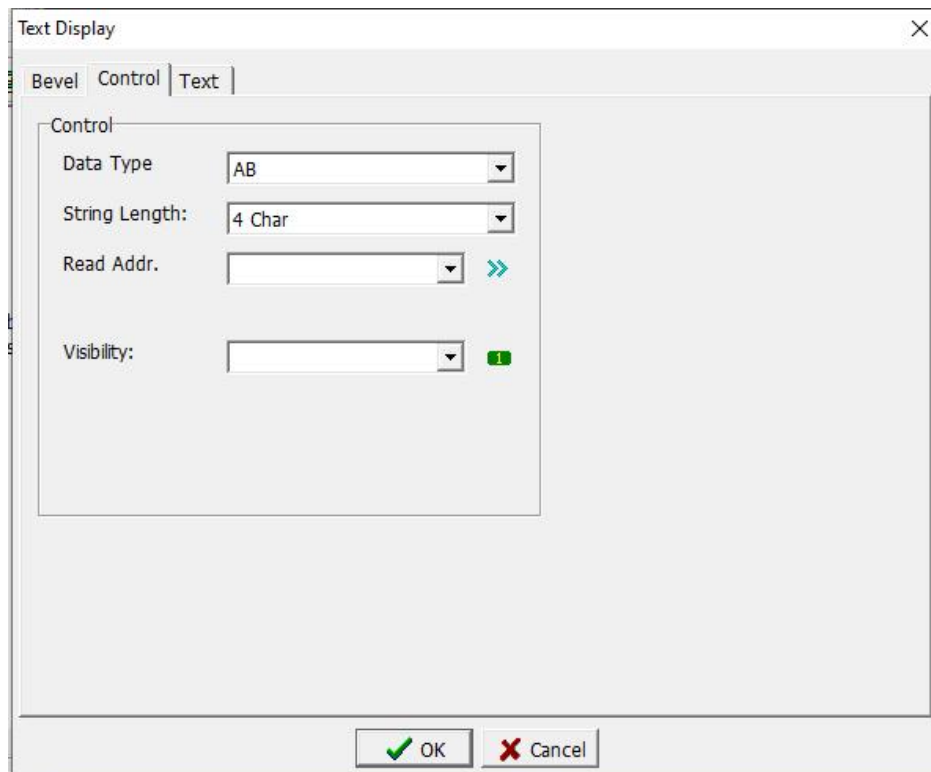 Text Display
Bevel Control Text
Control
Data Type AB
String Length: 4 Char
Read Addr.
Visibility: 1
OK Cancel